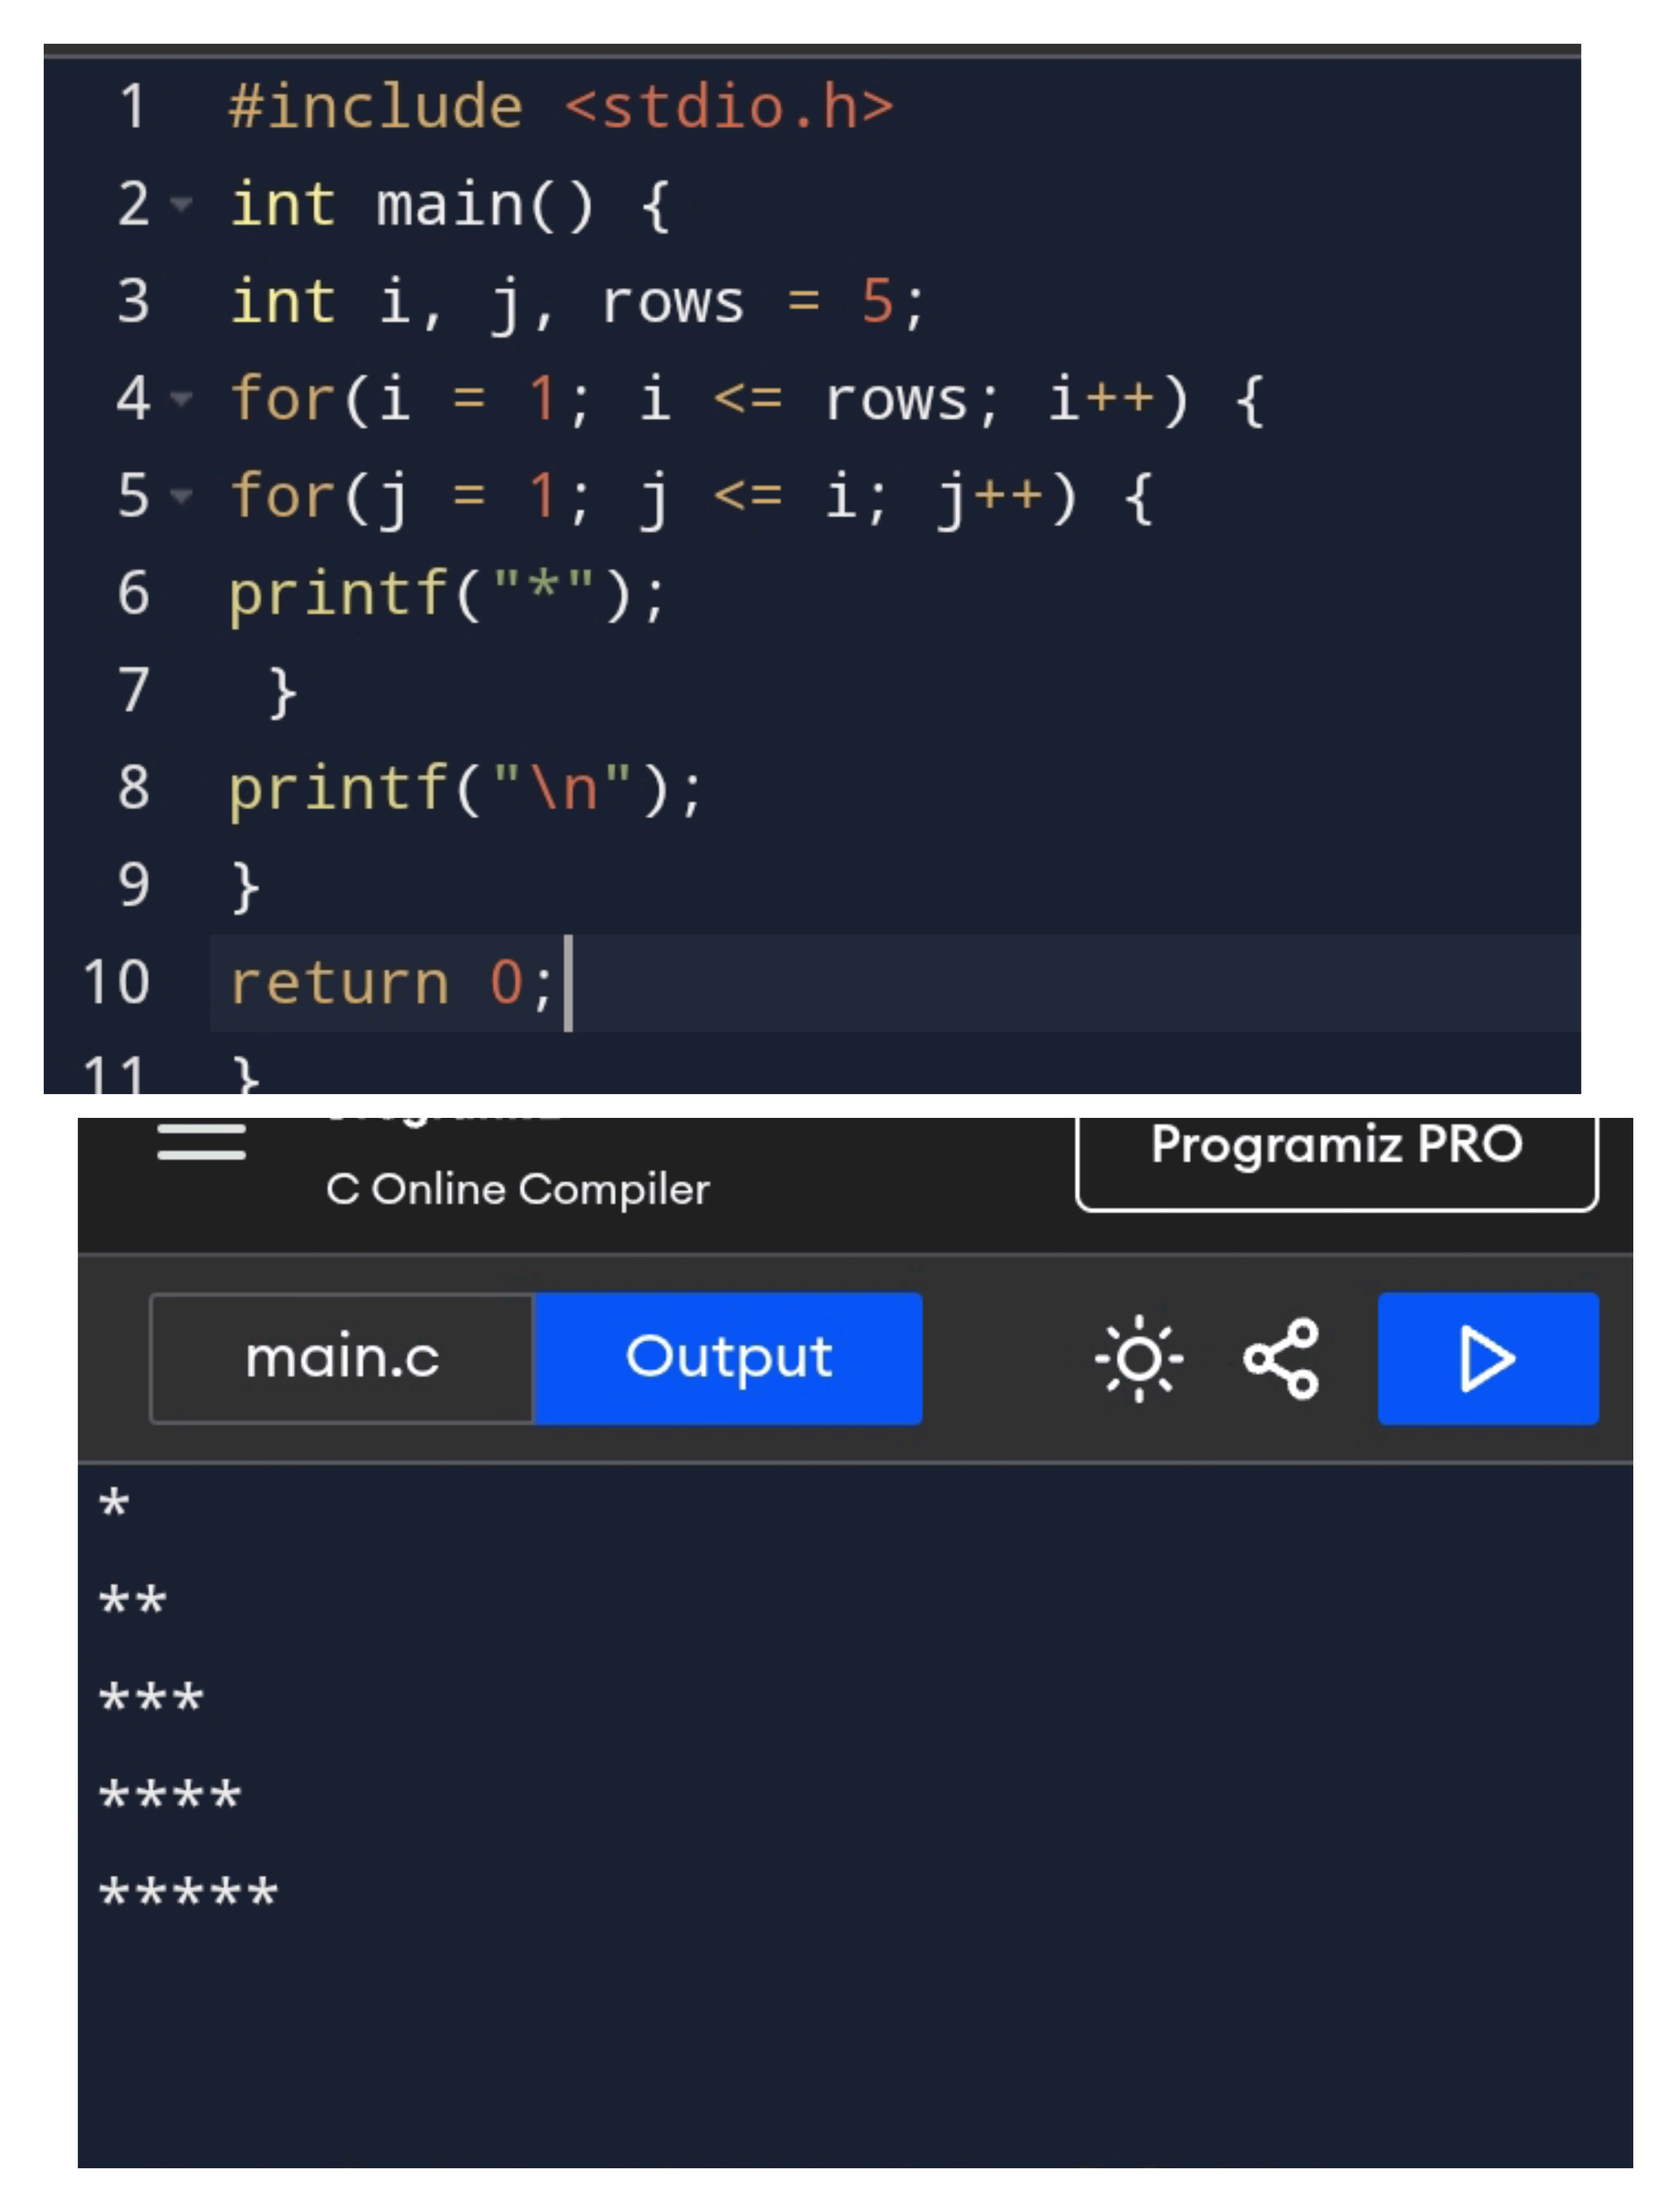 1 #include <stdio.h>
2 int main() {
3 int i, j, rows = 5;
4 for(i = 1; i <= rows; i++) {
5 for(j = 1; j <= i; j++) {
6 printf("*");
7  }
8 printf("\n");
9 }
10 return 0;
11 }
Programiz PRO
C Online Compiler
main.c Output
*
**
***
****
*****